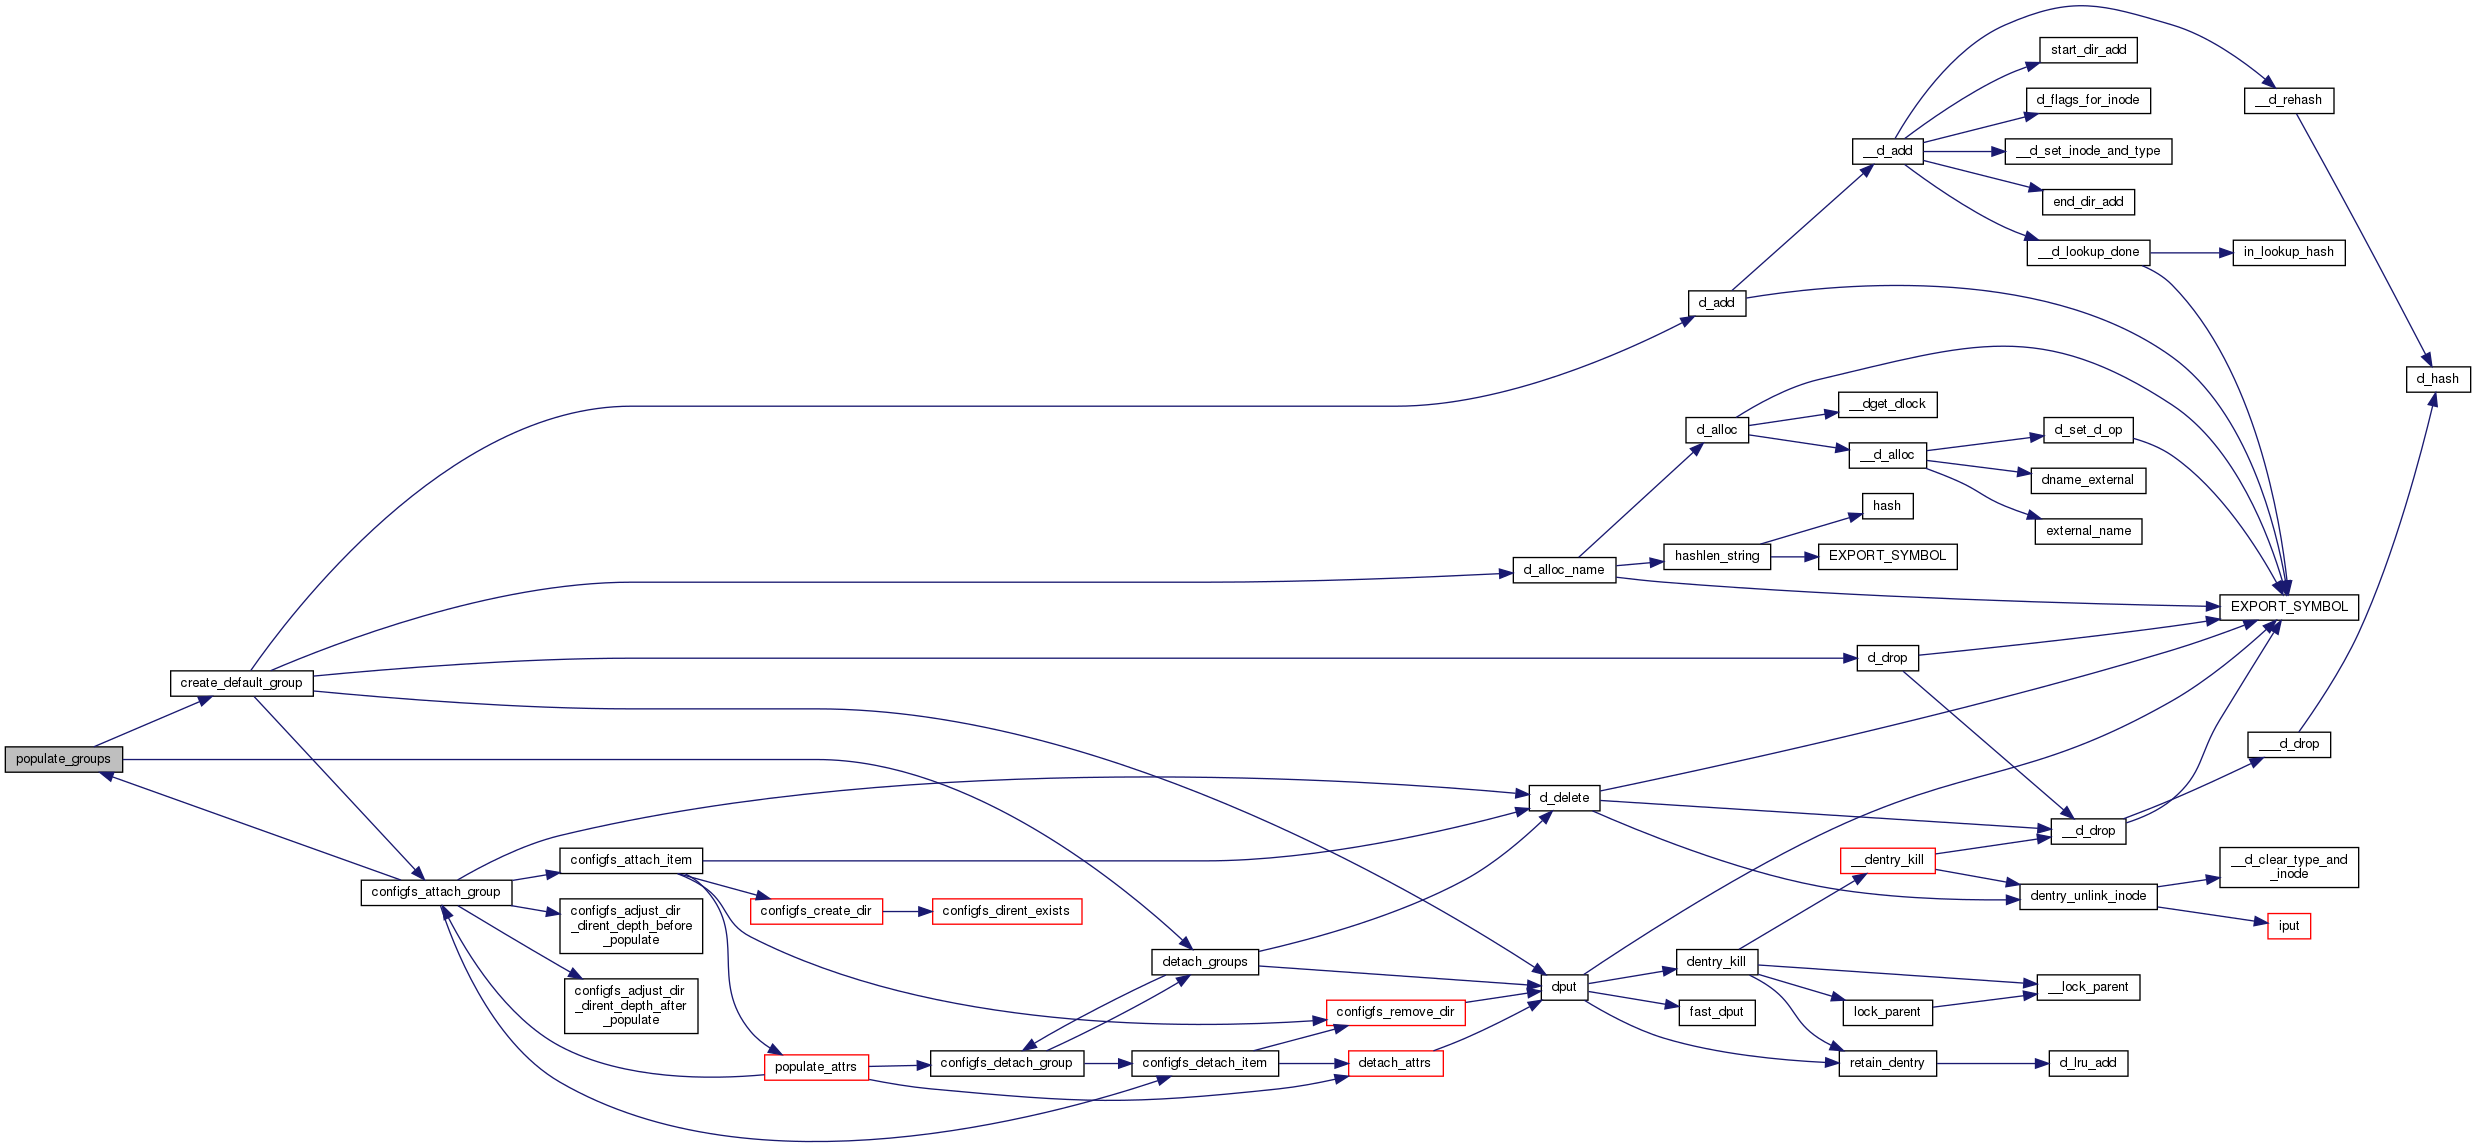 start_dir_add
d_flags_for_inode
__d_rehash
__d_add
__d_set_inode_and_type
end_dir_add
__d_lookup_done
in_lookup_hash
d_add
d_hash
__dget_dlock
d_alloc
d_set_d_op
__d_alloc
dname_external
hash
external_name
hashlen_string
EXPORT_SYMBOL
d_alloc_name
EXPORT_SYMBOL
d_drop
create_default_group
___d_drop
populate_groups
d_delete
__d_drop
configfs_attach_item
__dentry_kill
__d_clear_type_and
_inode
configfs_attach_group
dentry_unlink_inode
configfs_adjust_dir
_dirent_depth_before
_populate
configfs_create_dir
configfs_dirent_exists
iput
detach_groups
dentry_kill
configfs_adjust_dir
_dirent_depth_after
_populate
dput
__lock_parent
configfs_remove_dir
fast_dput
lock_parent
populate_attrs
configfs_detach_group
configfs_detach_item
detach_attrs
retain_dentry
d_lru_add